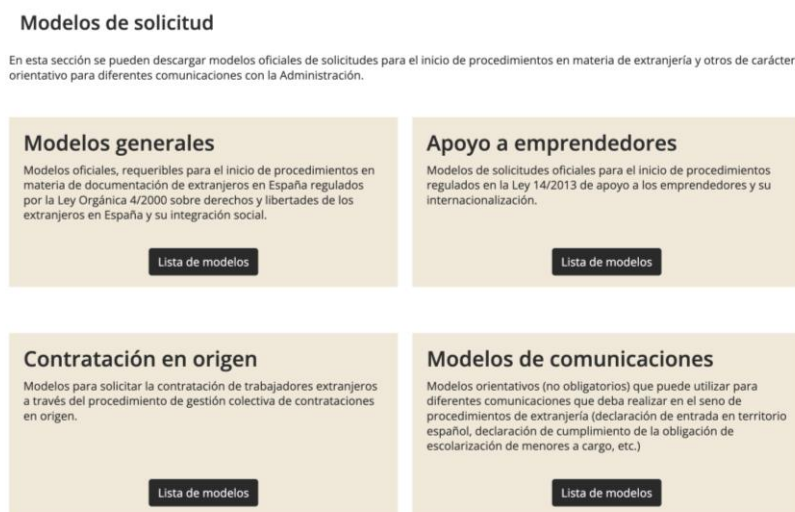 Modelos de solicitud
En esta sección se pueden descargar modelos oficiales de solicitudes para el inicio de procedimientos en materia de extranjería y otros de carácter
orientativo para diferentes comunicaciones con la Administración.
Modelos generales
Modelos oficiales, requeribles para el inicio de procedimientos en
materia de documentación de extranjeros en España regulados
por la Ley Orgánica 4/2000 sobre derechos y libertades de los
extranjeros en España y su integración social.
Lista de modelos
Apoyo a emprendedores
Modelos de solicitudes oficiales para el inicio de procedimientos
regulados en la Ley 14/2013 de apoyo a los emprendedores y su
internacionalización.
Lista de modelos
Contratación en origen
Modelos para solicitar la contratación de trabajadores extranjeros
a través del procedimiento de gestión colectiva de contrataciones
en origen.
Lista de modelos
Modelos de comunicaciones
Modelos orientativos (no obligatorios) que puede utilizar para
diferentes comunicaciones que deba realizar en el seno de
procedimientos de extranjería (declaración de entrada en territorio
español, declaración de cumplimiento de la obligación de
escolarización de menores a cargo, etc.)
Lista de modelos